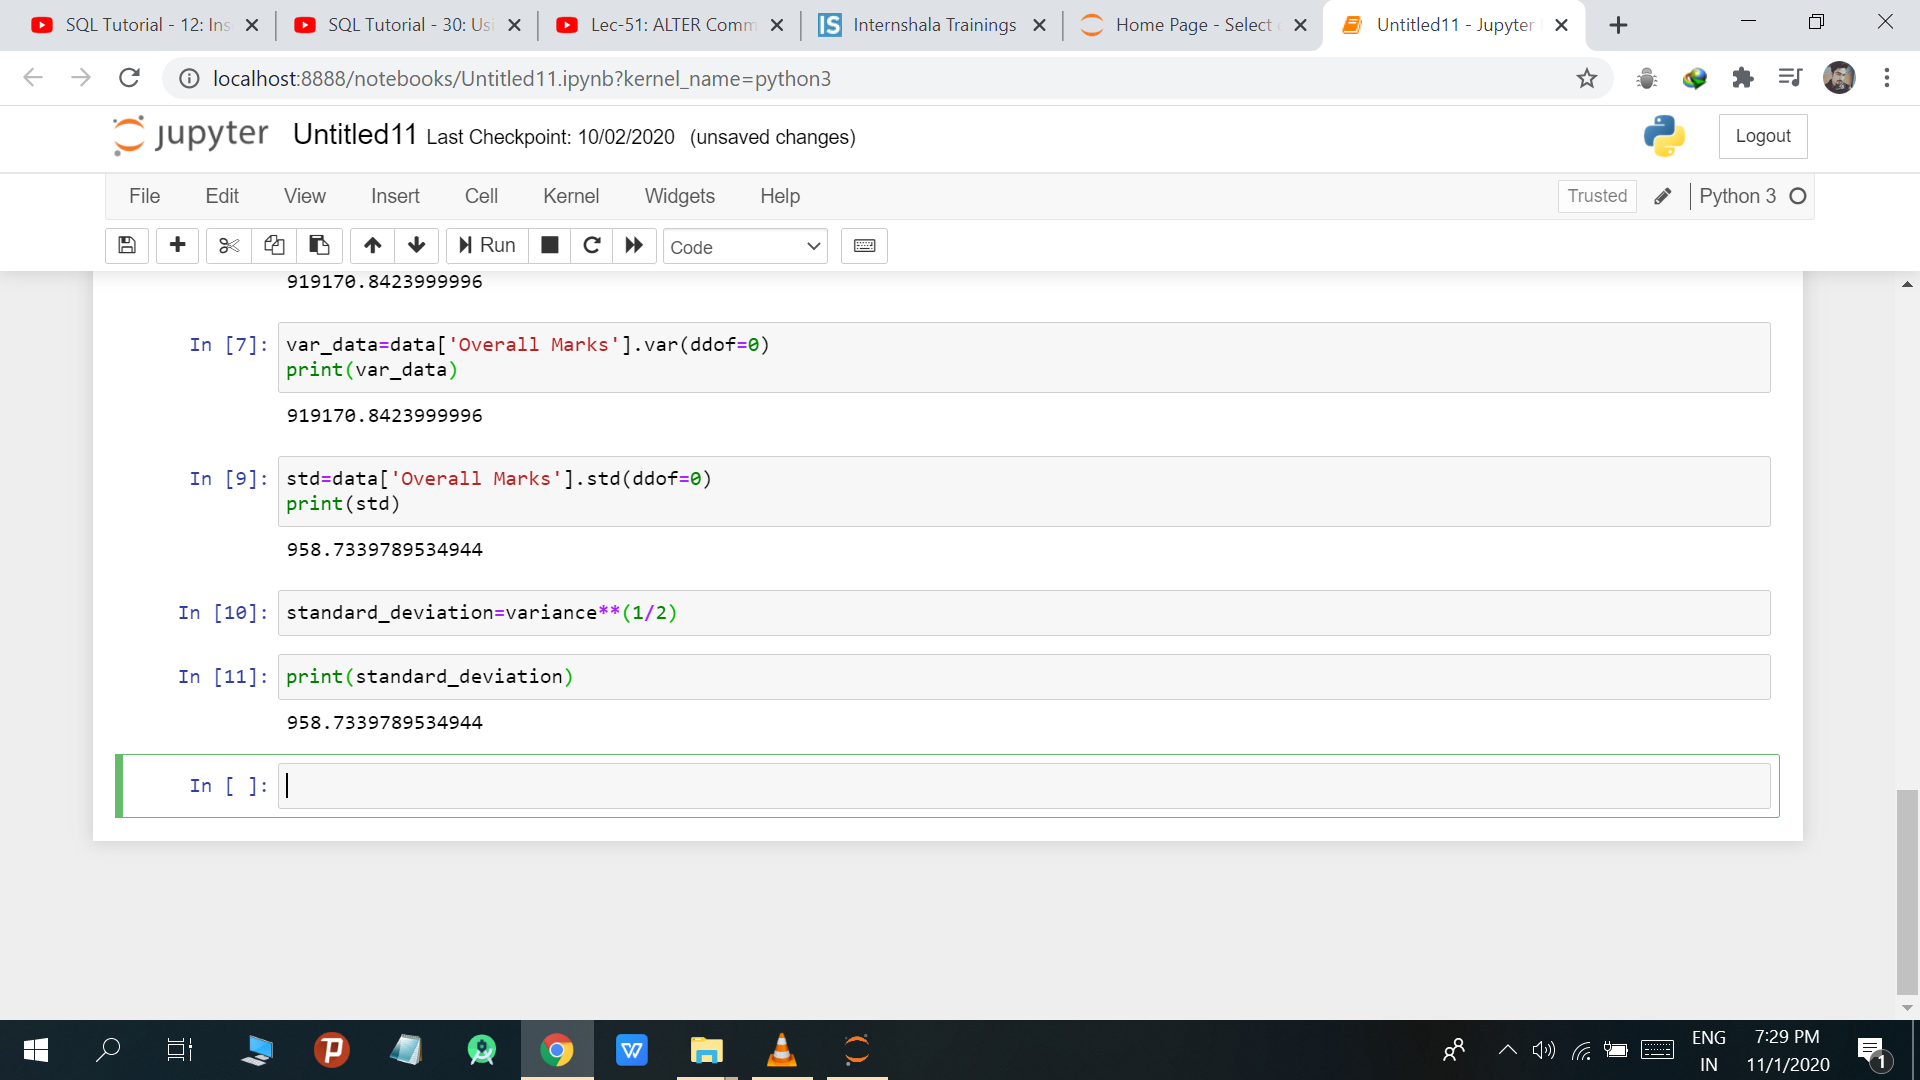 SQL Tutorial - 12: Ins
SQL Tutorial - 30: Usi
Lec-51: ALTER Comm
IS Internshala Trainings
Home Page - Select
Untitled11 - Jupyter
localhost:8888/notebooks/Untitled11.ipynb?kernel_name=python3
jupyter Untitled11 Last Checkpoint: 10/02/2020 (unsaved changes) Logout
File Edit View Insert Cell Kernel Widgets Help Trusted Python 3
Run Code
919170.8423999996
In [7]: var_data=data['Overall Marks'].var(ddof=0)
print(var_data)
919170.8423999996
In [9]: std=data['Overall Marks'].std(ddof=0)
print(std)
958.7339789534944
In [10]: standard_deviation=variance**(1/2)
In [11]: print(standard_deviation)
958.7339789534944
In [ ]:
ENG 7:29 PM
IN 11/1/2020 1